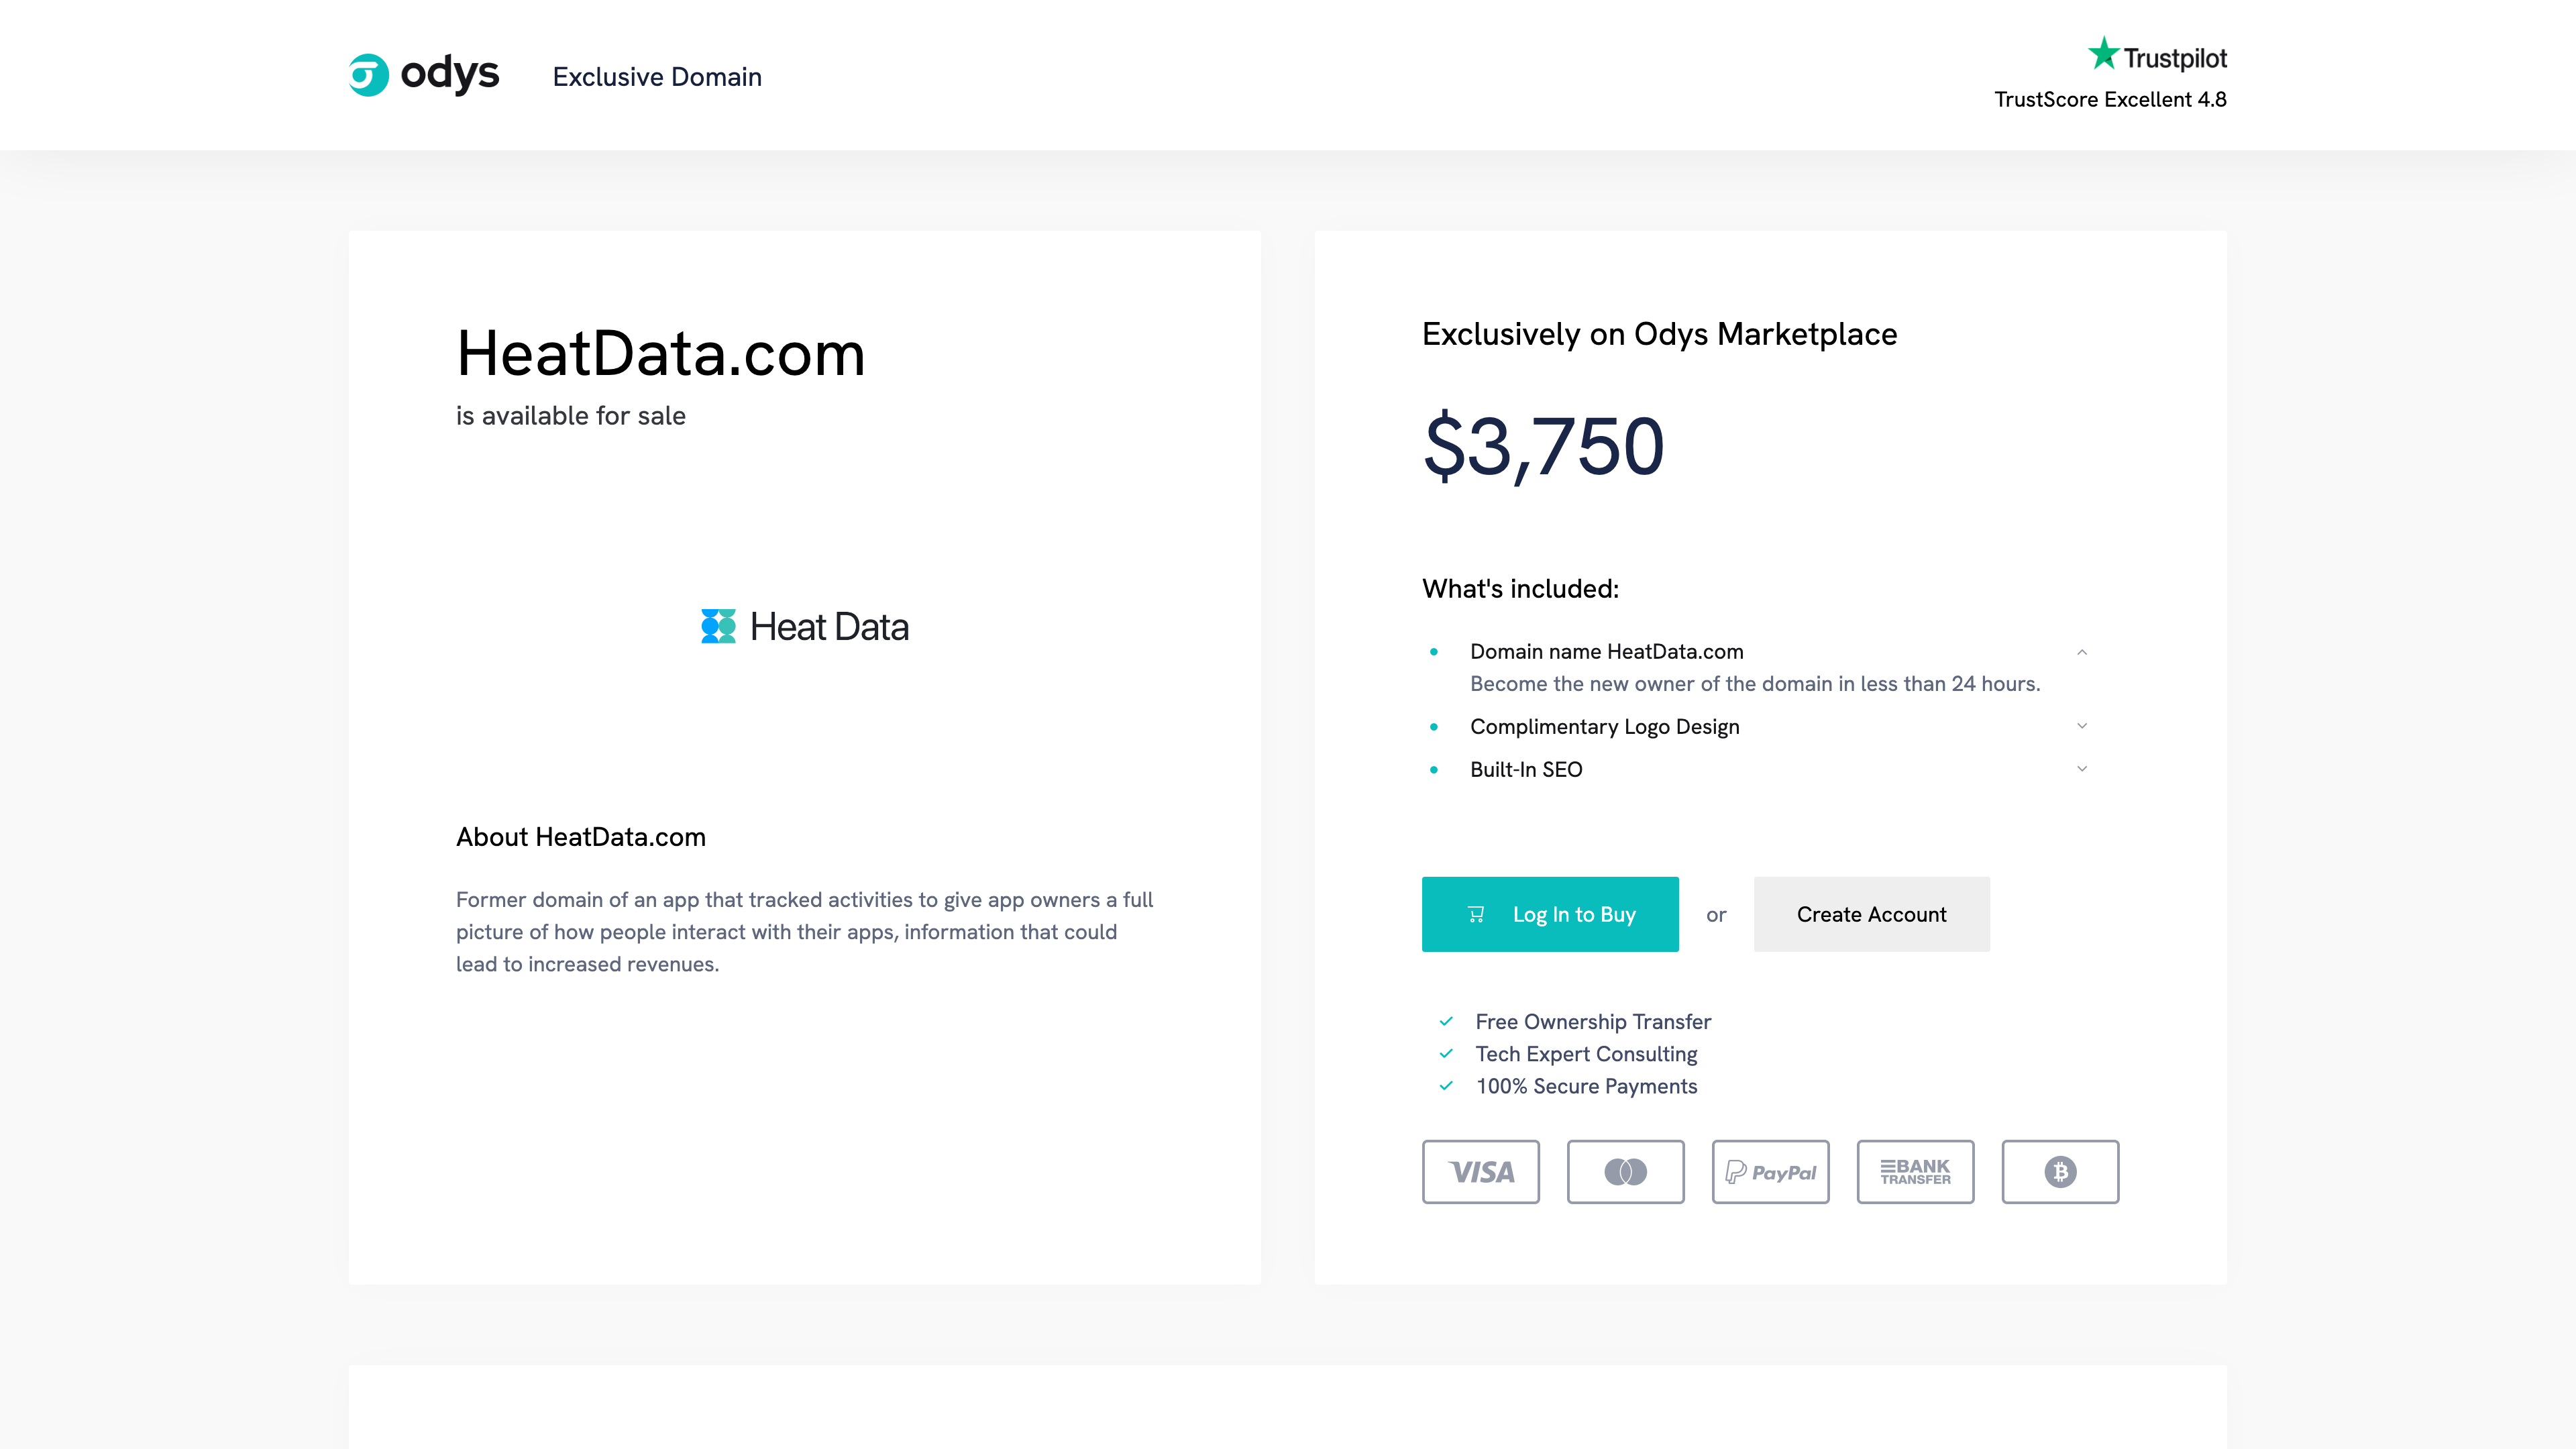 odys
Exclusive Domain
Trustpilot
TrustScore Excellent 4.8
HeatData.com
is available for sale
Heat Data
About HeatData.com
Former domain of an app that tracked activities to give app owners a full
picture of how people interact with their apps, information that could
lead to increased revenues.
Exclusively on Odys Marketplace
$3,750
What's included:
Domain name HeatData.com
Become the new owner of the domain in less than 24 hours.
Complimentary Logo Design
Built-In SEO
Log In to Buy
or
Create Account
Free Ownership Transfer
Tech Expert Consulting
100% Secure Payments
VISA
PayPal
BANK
TRANSFER